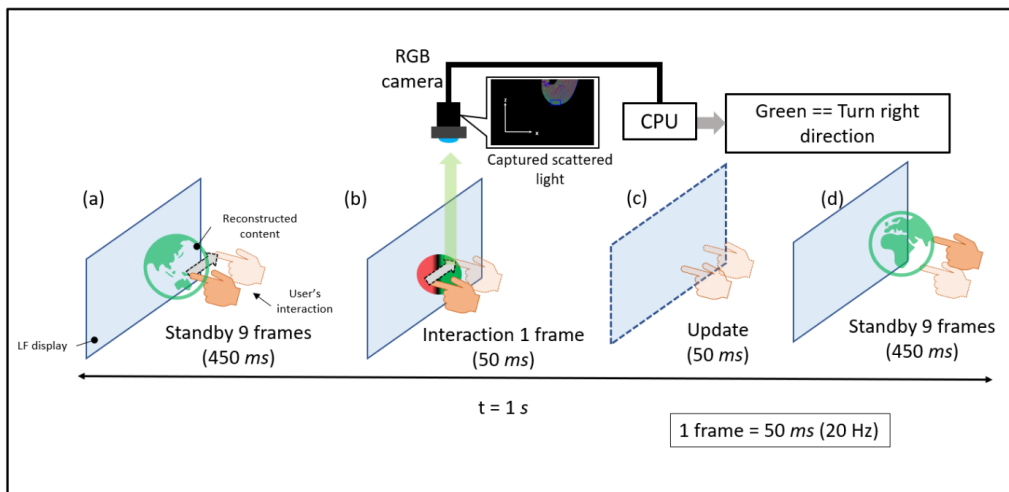 RGB
camera
z
x
Captured scattered
light
CPU
Green == Turn right
direction
(a)
Reconstructed
content
User's
interaction
LF display
Standby 9 frames
(450 ms)
(b)
Interaction 1 frame
(50 ms)
(c)
Update
(50 ms)
(d)
Standby 9 frames
(450 ms)
t = 1 s
1 frame = 50 ms (20 Hz)